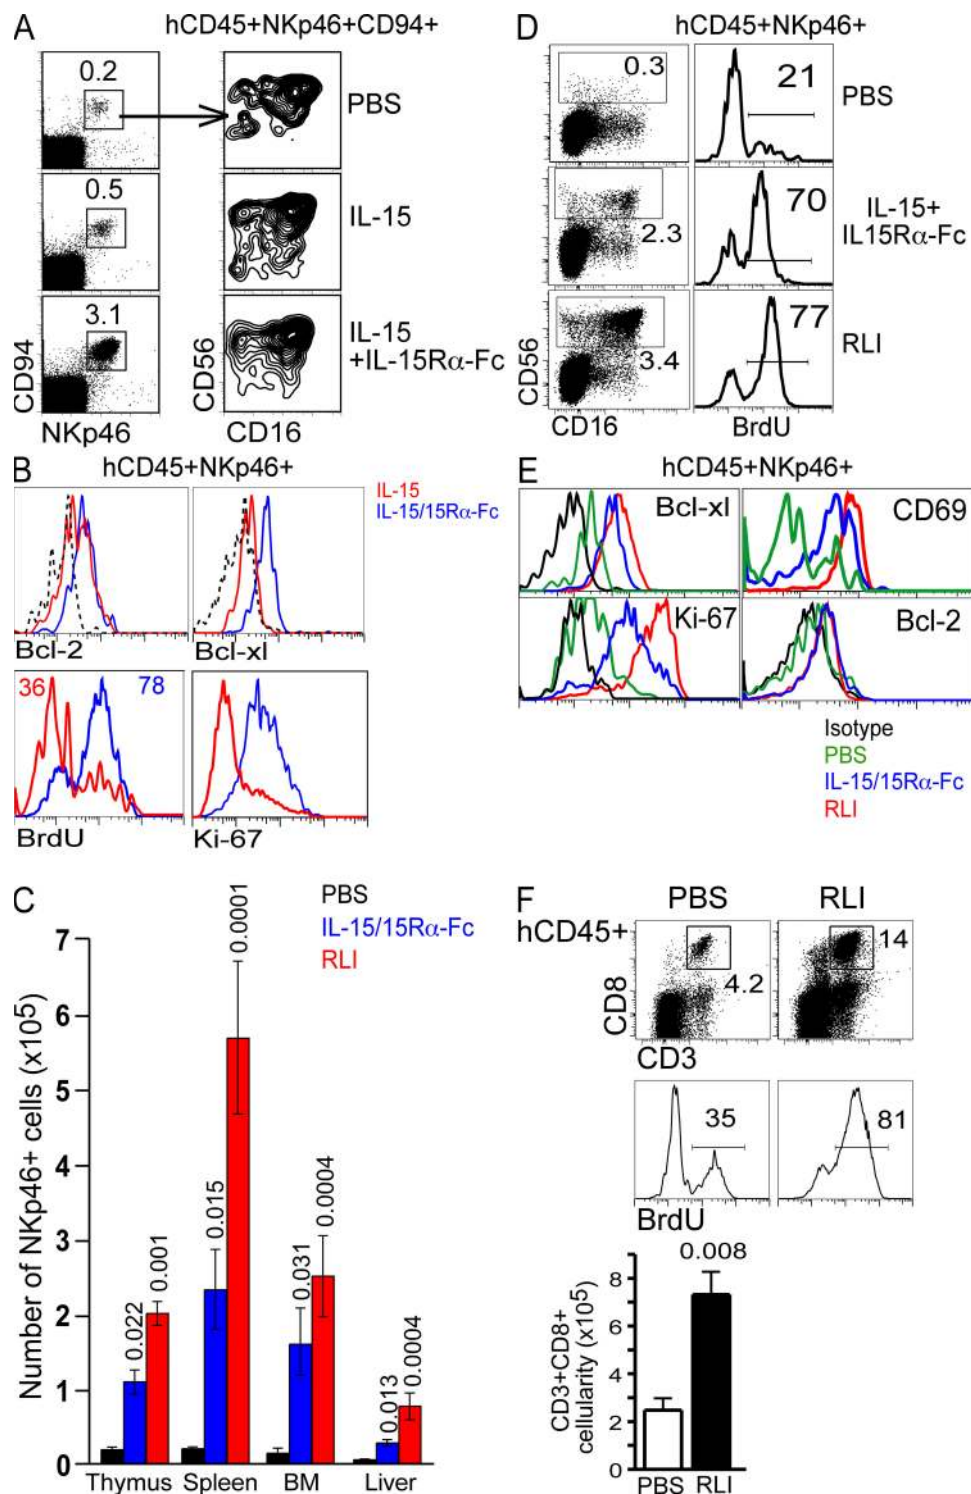 A
hCD45+NKp46+CD94+
0.2
PBS
0.5
IL-15
3.1
IL-15
+IL-15Rα-Fc
CD94
NKp46
CD56
CD16
B
hCD45+NKp46+
IL-15
IL-15/15Rα-Fc
Bcl-2
Bcl-xl
36
78
BrdU
Ki-67
C
PBS
IL-15/15Rα-Fc
RLI
Number of NKp46+ cells (x10⁵)
7
6
5
4
3
2
1
0
0.022
0.001
0.015
0.0001
0.031
0.0004
0.013
0.0004
Thymus
Spleen
BM
Liver
D
hCD45+NKp46+
0.3
21
PBS
2.3
70
IL-15+
IL15Rα-Fc
3.4
77
RLI
CD56
CD16
BrdU
E
hCD45+NKp46+
Bcl-xl
CD69
Ki-67
Bcl-2
Isotype
PBS
IL-15/15Rα-Fc
RLI
F
PBS
RLI
hCD45+
4.2
14
CD8
CD3
35
81
BrdU
0.008
CD3+CD8+
cellularity (x10⁵)
8
6
4
2
0
PBS
RLI